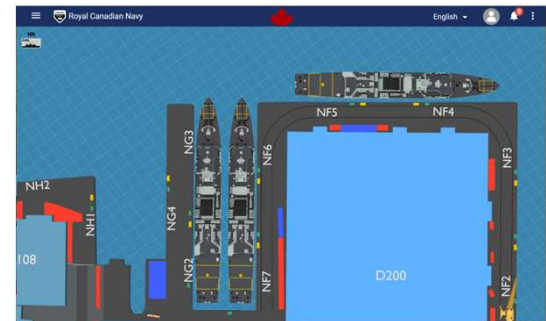 Royal Canadian Navy
English
NF5
NF4
NG3
NF6
NF3
NH2
NH1
NG4
108
NG2
NF7
D200
NF2